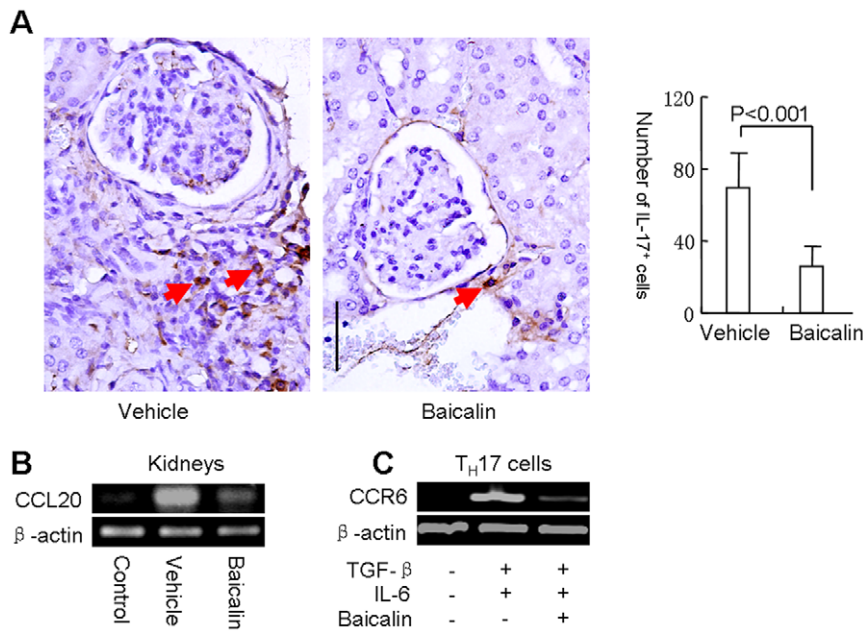 A
Vehicle
Baicalin
Number of IL-17⁺ cells
120
80
40
0
P<0.001
Vehicle
Baicalin
B
Kidneys
CCL20
β-actin
Control
Vehicle
Baicalin
C
T_H17 cells
CCR6
β-actin
TGF-β - + +
IL-6 - + +
Baicalin - - +